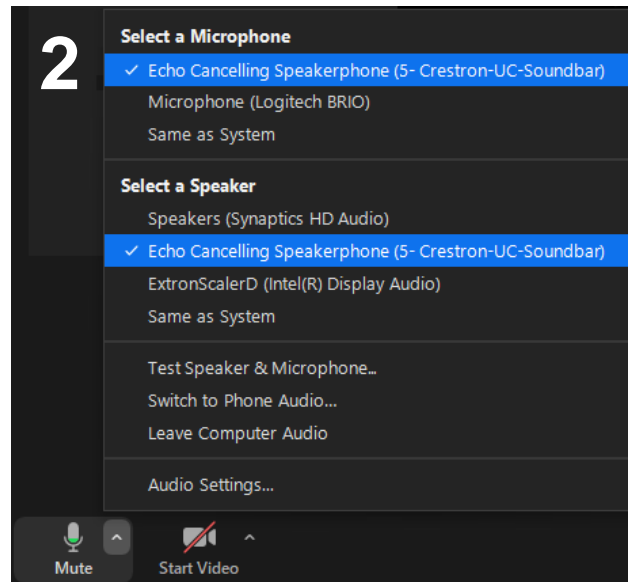 2
Select a Microphone
✓ Echo Cancelling Speakerphone (5- Crestron-UC-Soundbar)
Microphone (Logitech BRIO)
Same as System
Select a Speaker
Speakers (Synaptics HD Audio)
✓ Echo Cancelling Speakerphone (5- Crestron-UC-Soundbar)
ExtronScalerD (Intel(R) Display Audio)
Same as System
Test Speaker & Microphone...
Switch to Phone Audio...
Leave Computer Audio
Audio Settings...
Mute Start Video